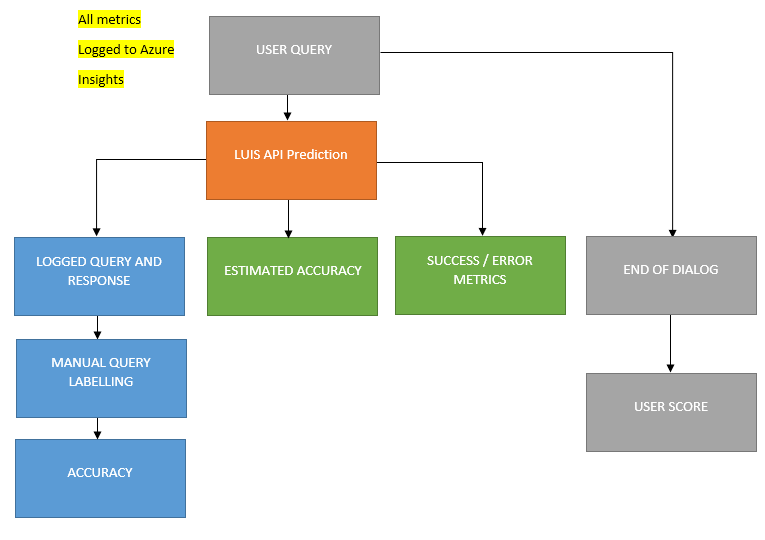 All metrics
Logged to Azure
Insights
USER QUERY
LUIS API Prediction
LOGGED QUERY AND
RESPONSE
ESTIMATED ACCURACY
SUCCESS / ERROR
METRICS
END OF DIALOG
MANUAL QUERY
LABELLING
USER SCORE
ACCURACY